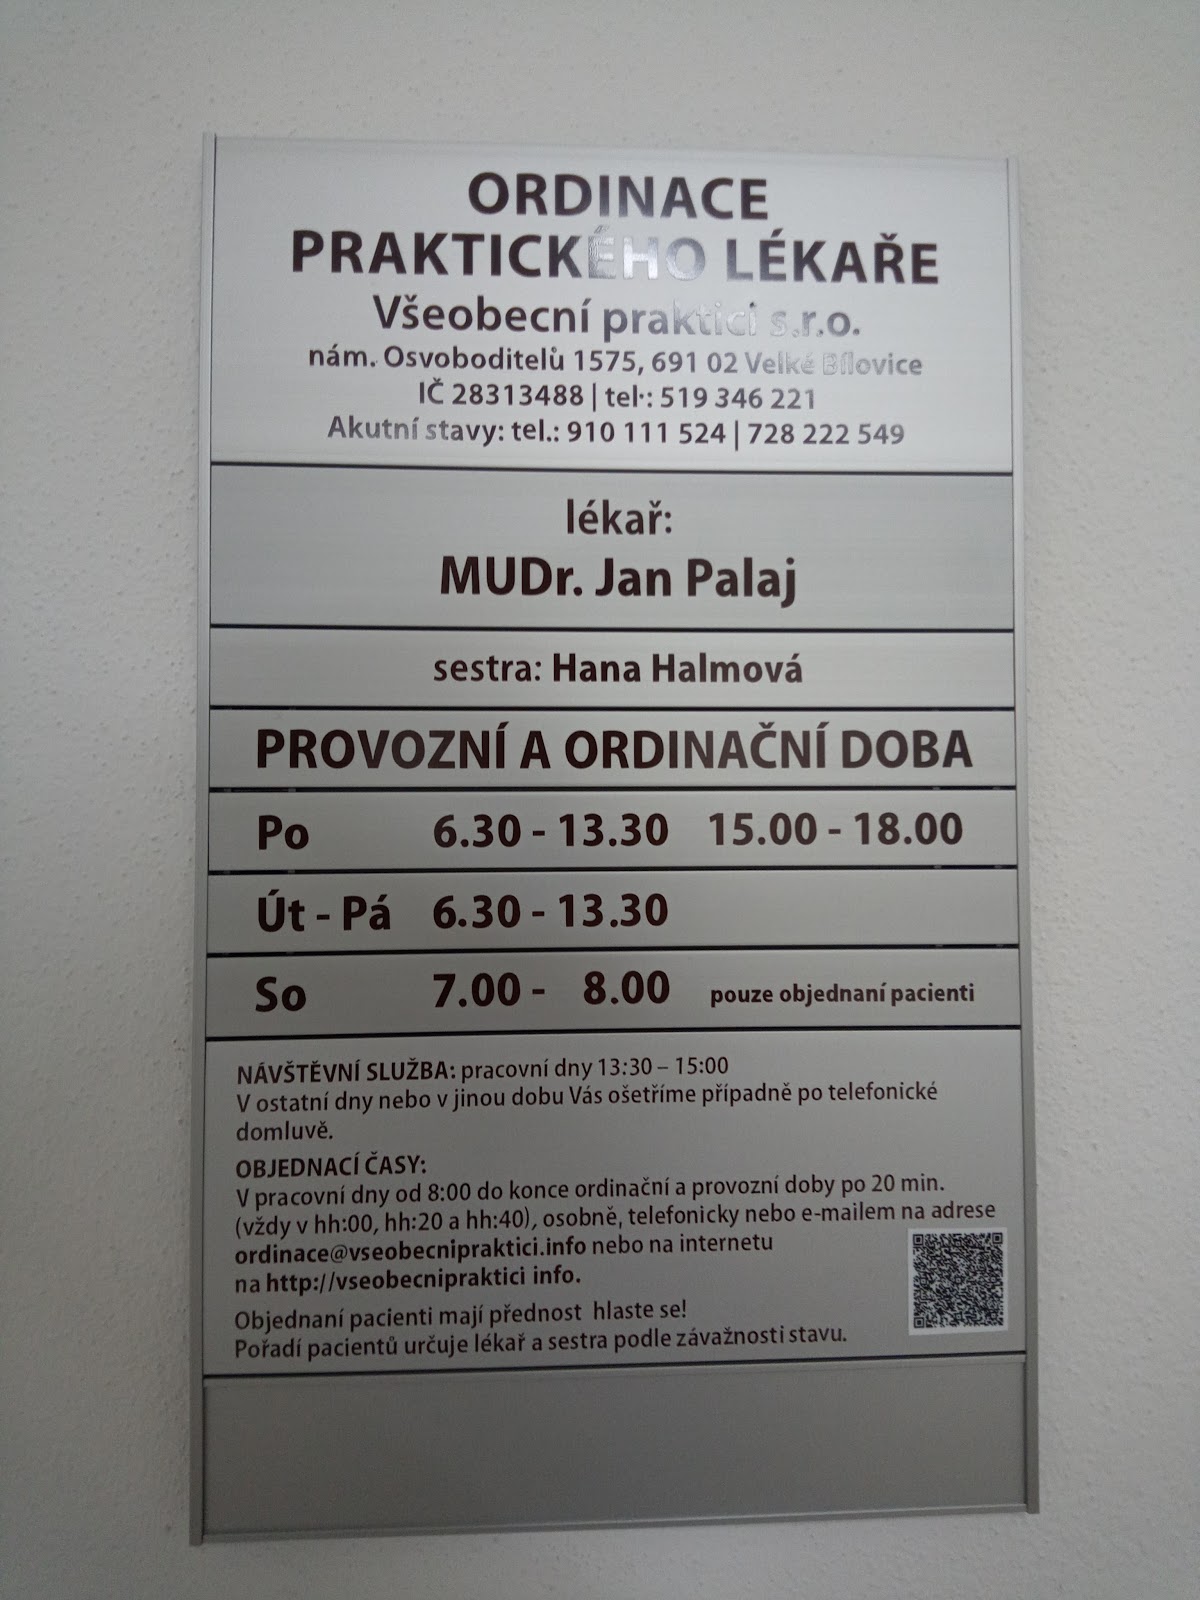 ORDINACE
PRAKTICKÉHO LÉKAŘE
Všeobecní praktici s.r.o.
nám. Osvoboditelů 1575, 691 02 Velké Bílovice
IČ 28313488 | tel.: 519 346 221
Akutní stavy: tel.: 910 111 524 | 728 222 549
lékař:
MUDr. Jan Palaj
sestra: Hana Halmová
PROVOZNÍ A ORDINAČNÍ DOBA
Po 6.30 - 13.30 15.00 - 18.00
Út - Pá 6.30 - 13.30
So 7.00 - 8.00 pouze objednaní pacienti
NÁVŠTĚVNÍ SLUŽBA: pracovní dny 13:30 – 15:00
V ostatní dny nebo v jinou dobu Vás ošetříme případně po telefonické
domluvě.
OBJEDNACÍ ČASY:
V pracovní dny od 8:00 do konce ordinační a provozní doby po 20 min.
(vždy v hh:00, hh:20 a hh:40), osobně, telefonicky nebo e-mailem na adrese
ordinace@vseobecnipraktici.info nebo na internetu
na http://vseobecnipraktici info.
Objednaní pacienti mají přednost hlaste se!
Pořadí pacientů určuje lékař a sestra podle závažnosti stavu.